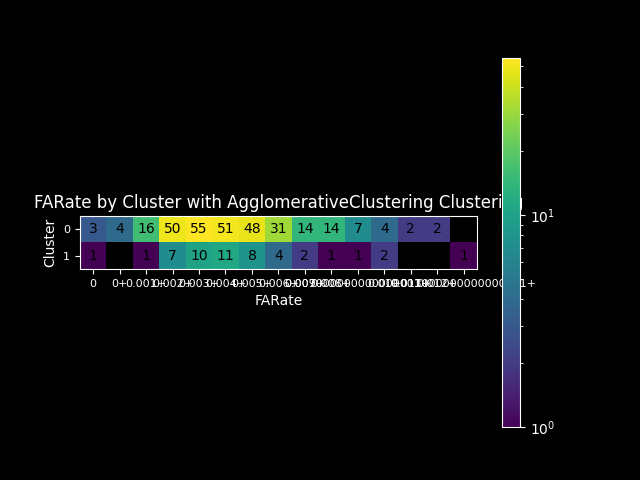 FARate by Cluster with AgglomerativeClustering Clustering
Cluster
0 3 4 16 50 55 51 48 31 14 14 7 4 2 2
1 1 1 7 10 11 8 4 2 1 1 2 1
0 0+
FARate
10¹
10⁰